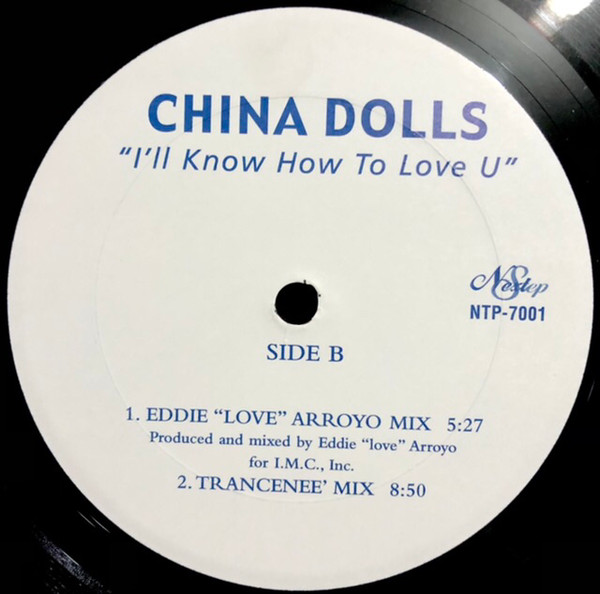 CHINA DOLLS
"I'll Know How To Love U"
NextStep
NTP-7001
SIDE B
1. EDDIE "LOVE" ARROYO MIX 5:27
Produced and mixed by Eddie "love" Arroyo
for I.M.C., Inc.
2. TRANCENEE' MIX 8:50